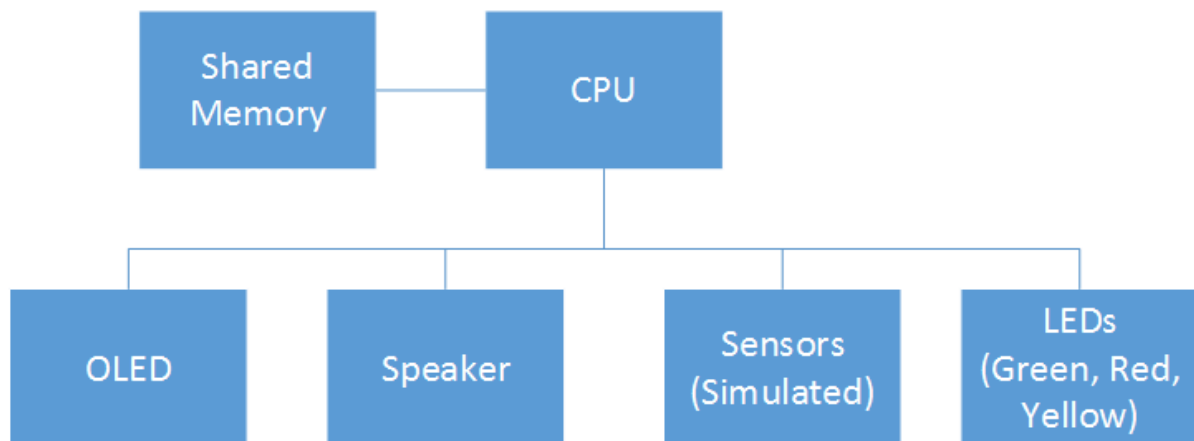 Shared
Memory
CPU
OLED
Speaker
Sensors
(Simulated)
LEDs
(Green, Red,
Yellow)